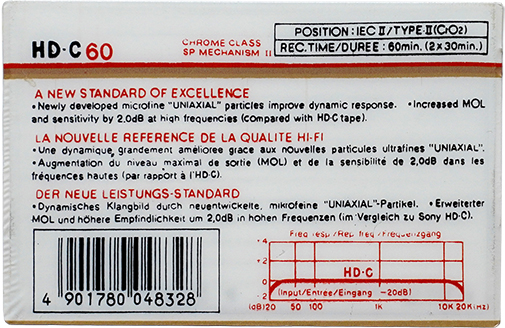 HD·C 60
CHROME CLASS
SP MECHANISM II
POSITION : IEC II/TYPE II (CrO2)
REC.TIME/DUREE : 60min. (2x30min.)
A NEW STANDARD OF EXCELLENCE
•Newly developed microfine "UNIAXIAL" particles improve dynamic response. •Increased MOL
and sensitivity by 2.0dB at high frequencies (compared with HD·C tape).
LA NOUVELLE REFERENCE DE LA QUALITE HI-FI
•Une dynamique grandement améliorée grace aux nouvelles particules ultrafines "UNIAXIAL".
•Augmentation du niveau maximal de sortie (MOL) et de la sensibilité de 2,0dB dans les
fréquences hautes (par rapport à l'HD·C).
DER NEUE LEISTUNGS-STANDARD
•Dynamisches Klangbild durch neuentwickelte, mikrofeine "UNIAXIAL"-Partikel. •Erweiterter
MOL und höhere Empfindlichkeit um 2,0dB in hohen Frequenzen (im Vergleich zu Sony HD·C).
4 901780 048328
Freq resp/Rep freq/Frequenzgang
+4
2
0
-2
HD·C
(Input/Entrée/Eingang -20dB)
(dB) 20 50 100 1K 10K 20K(Hz)